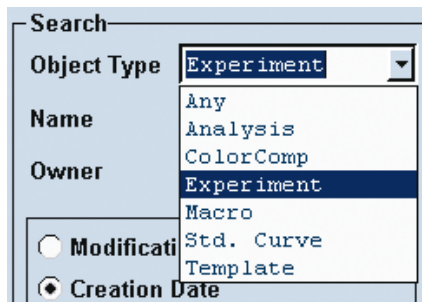 Search
Object Type Experiment
Any
Name
Analysis
ColorComp
Owner
Experiment
Macro
Modificati
Std. Curve
Template
Creation Date